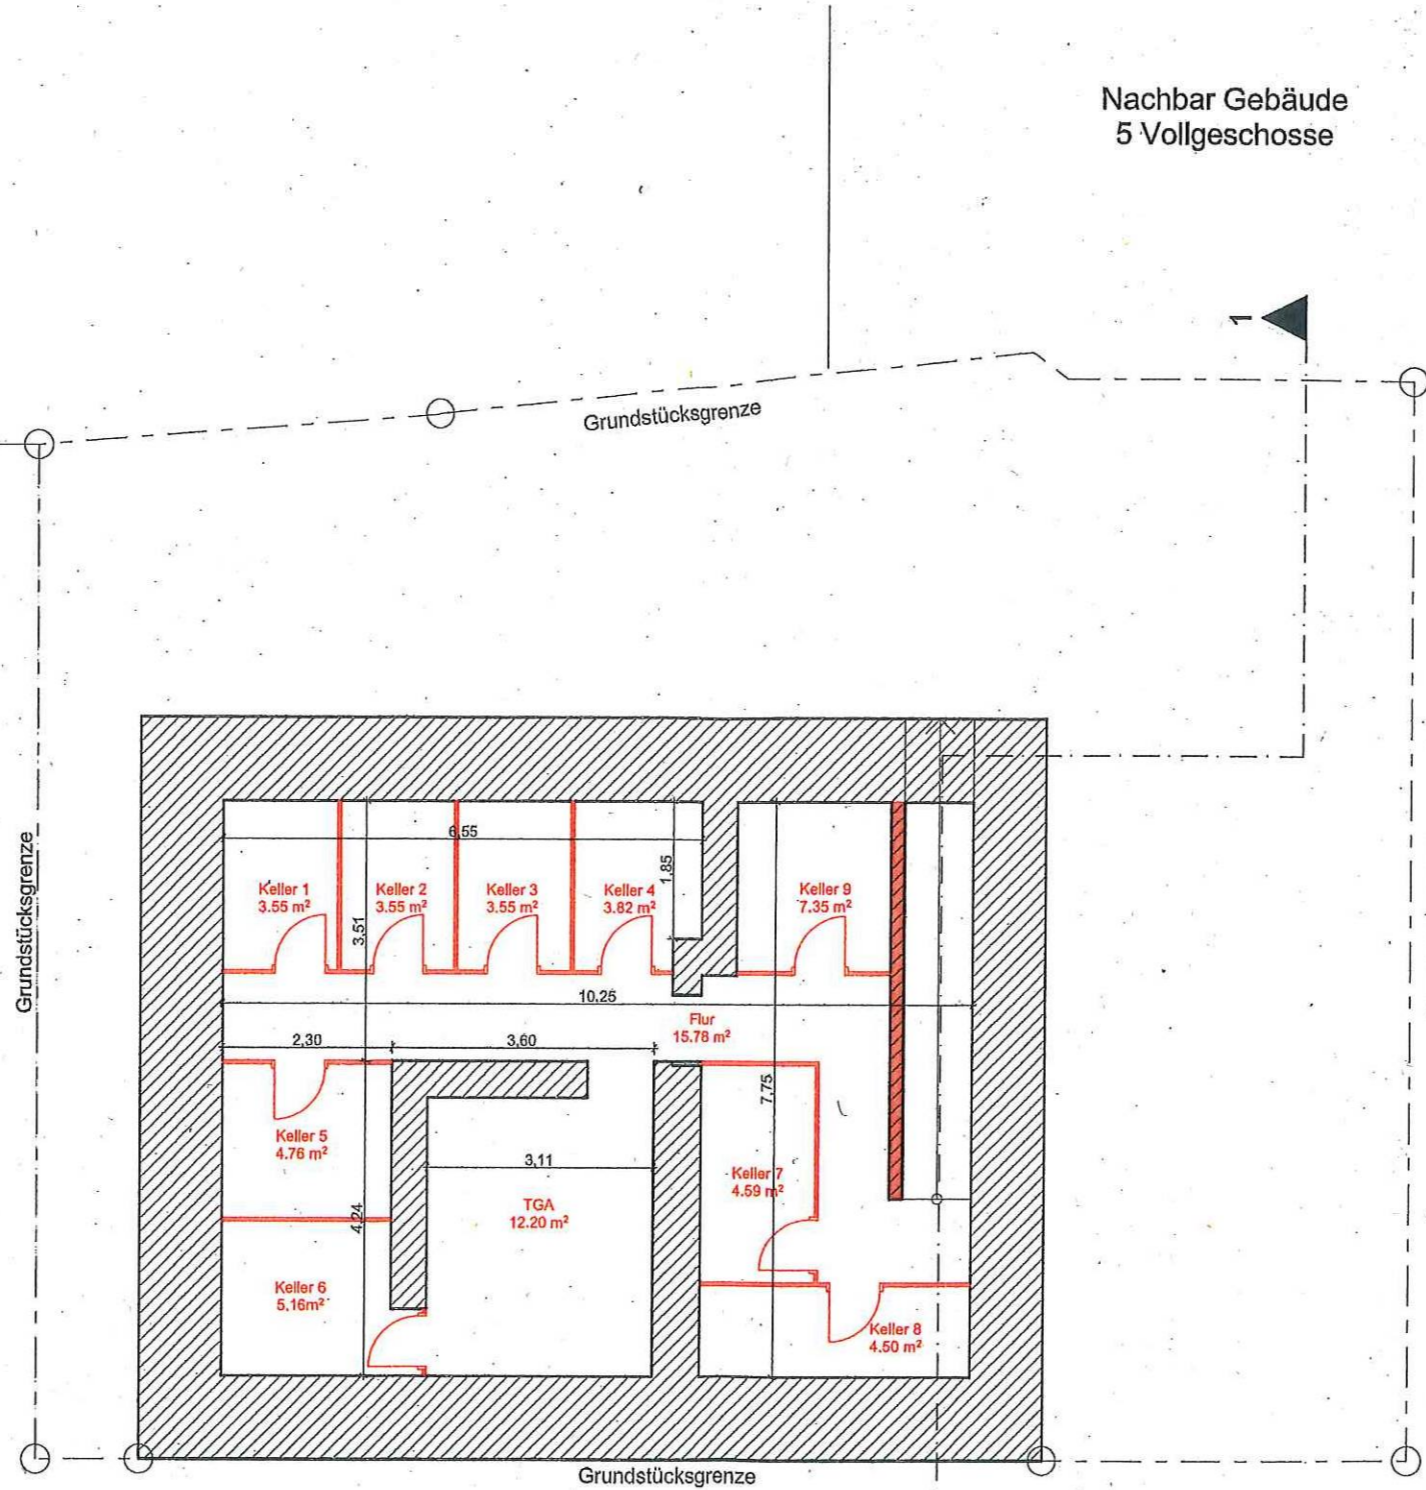 Nachbar Gebäude
5 Vollgeschosse
1
Grundstücksgrenze
Grundstücksgrenze
6,55
1,85
Keller 1
3.55 m²
Keller 2
3.55 m²
Keller 3
3.55 m²
Keller 4
3.82 m²
Keller 9
7.35 m²
3,51
10,25
Flur
15.78 m²
2,30
3,60
7,75
Keller 5
4.76 m²
3,11
Keller 7
4.59 m²
TGA
12.20 m²
4,24
Keller 6
5.16m²
Keller 8
4.50 m²
Grundstücksgrenze